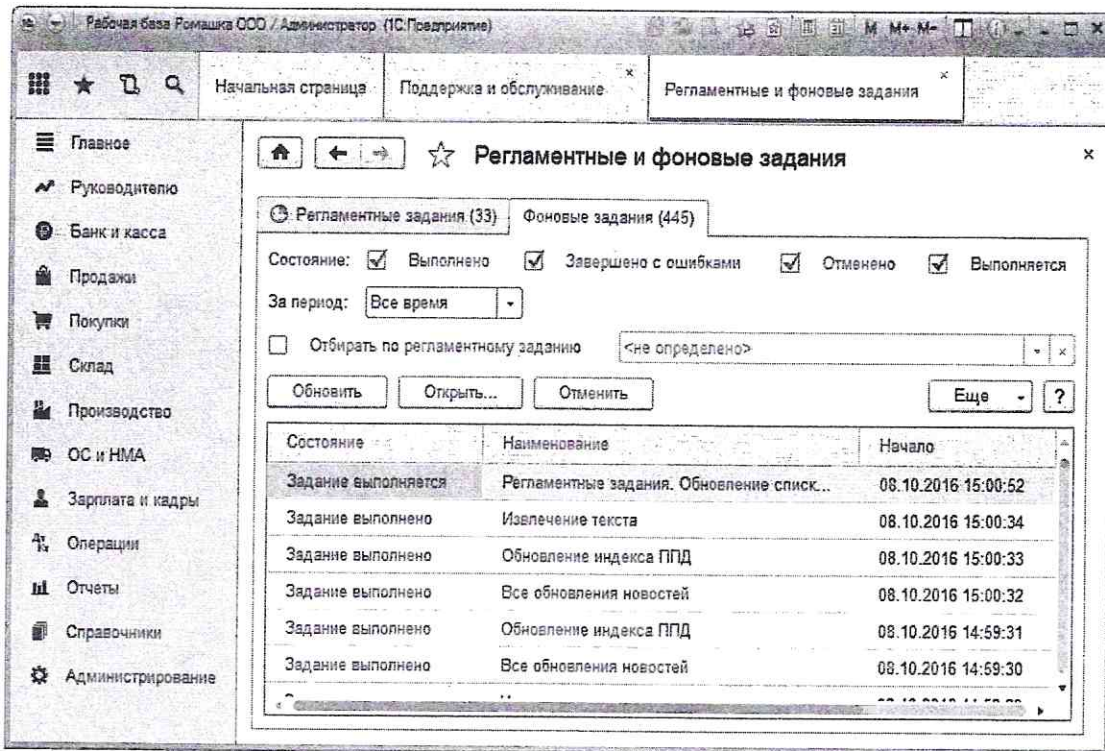 Рабочая база Ромашка ООО / Администратор (1С:Предприятие)
M M+ M-
Начальная страница
Поддержка и обслуживание
Регламентные и фоновые задания
Главное
Руководителю
Банк и касса
Продажи
Покупки
Склад
Производство
ОС и НМА
Зарплата и кадры
Операции
Отчеты
Справочники
Администрирование
Регламентные и фоновые задания
Регламентные задания (33) Фоновые задания (445)
Состояние: Выполнено Завершено с ошибками Отменено Выполняется
За период: Все время
Отбирать по регламентному заданию <не определено>
Обновить Открыть... Отменить Еще ?
Состояние Наименование Начало
Задание выполняется Регламентные задания. Обновление списк... 08.10.2016 15:00:52
Задание выполнено Извлечение текста 08.10.2016 15:00:34
Задание выполнено Обновление индекса ППД 08.10.2016 15:00:33
Задание выполнено Все обновления новостей 08.10.2016 15:00:32
Задание выполнено Обновление индекса ППД 08.10.2016 14:59:31
Задание выполнено Все обновления новостей 08.10.2016 14:59:30